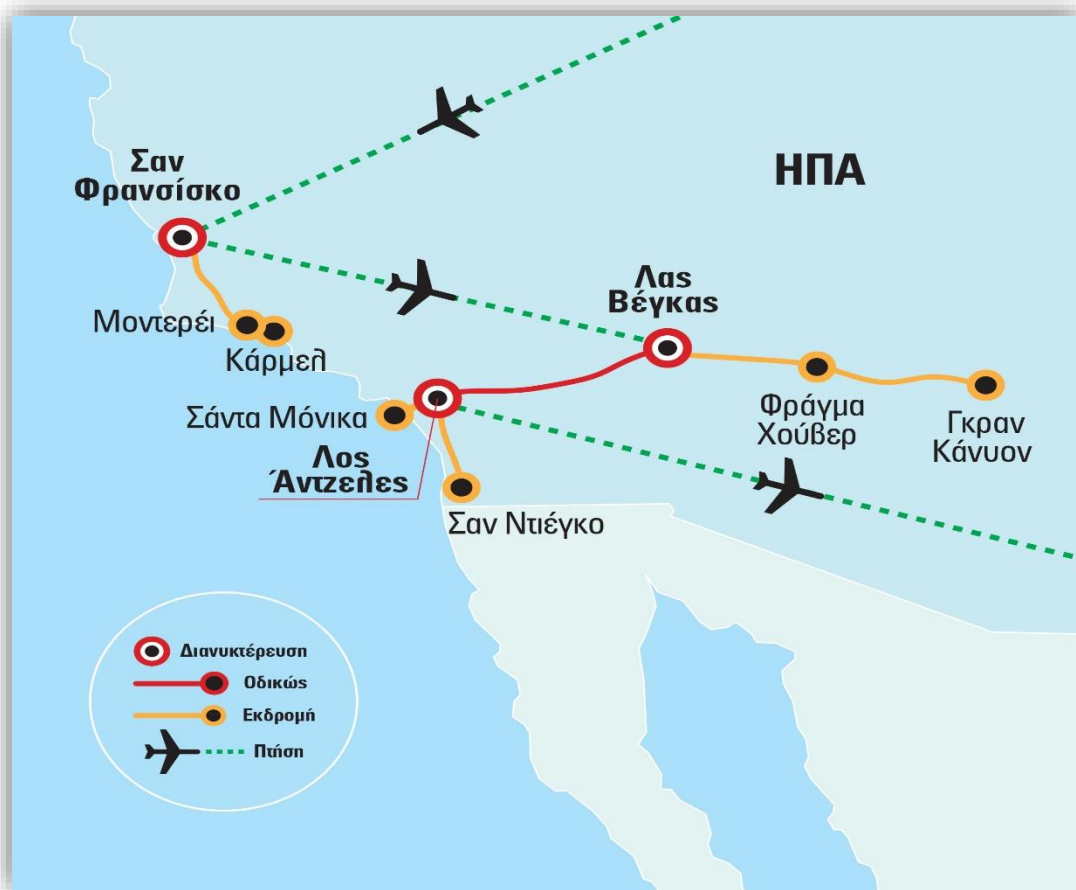 ΗΠΑ
Σαν
Φρανσίσκο
Λας
Βέγκας
Μοντερέι
Κάρμελ
Σάντα Μόνικα
Λος
Άντζελες
Φράγμα
Χούβερ
Γκραν
Κάνυον
Σαν Ντιέγκο
Διανυκτέρευση
Οδικώς
Εκδρομή
Πτήση